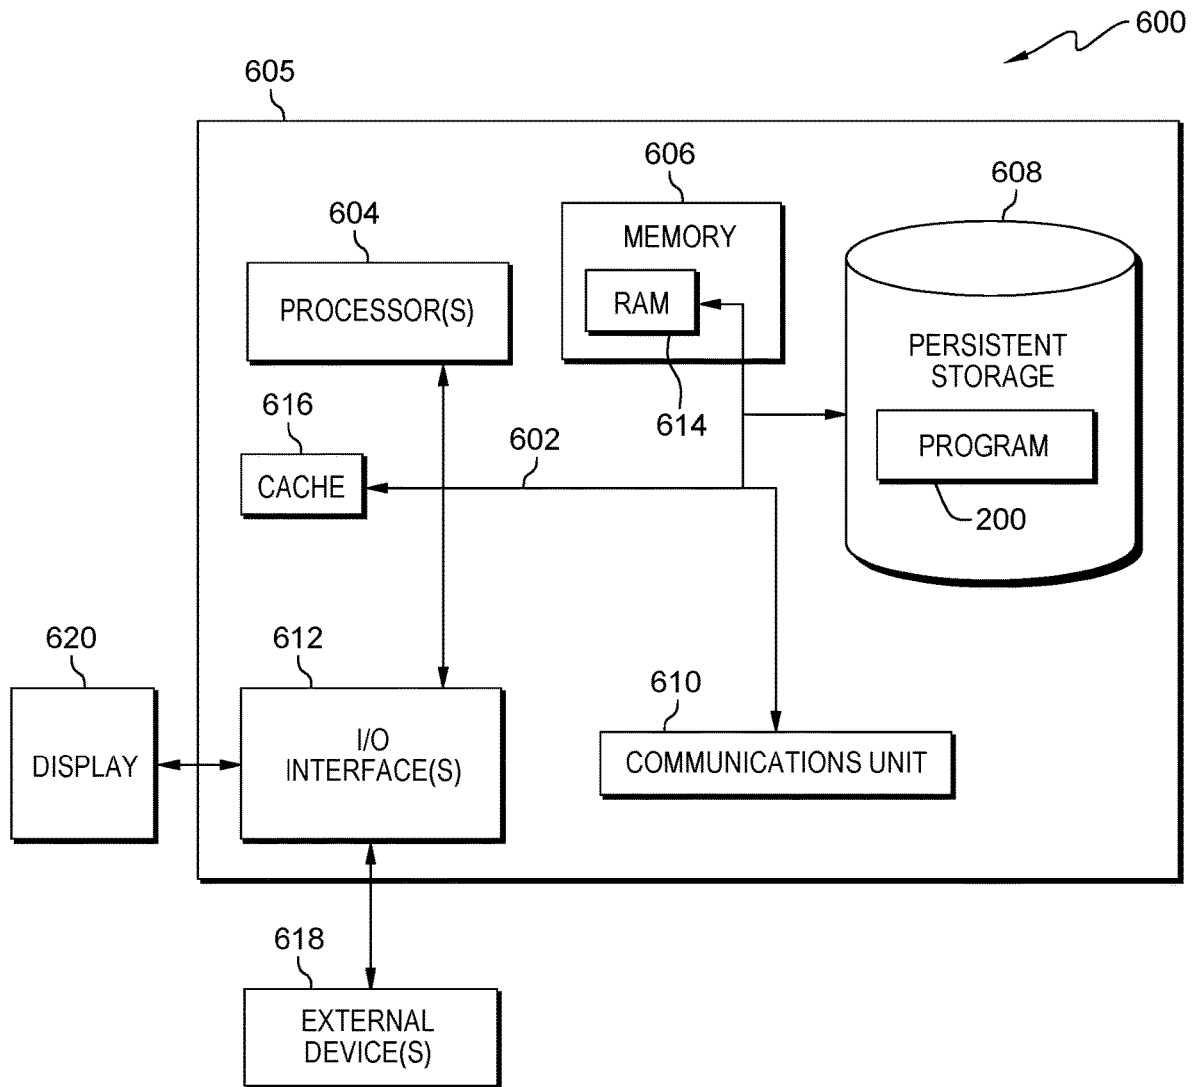 600
605
606
608
604
MEMORY
PROCESSOR(S)
RAM
PERSISTENT
STORAGE
616
614
602
PROGRAM
CACHE
200
620
612
610
I/O
INTERFACE(S)
DISPLAY
COMMUNICATIONS UNIT
618
EXTERNAL
DEVICE(S)